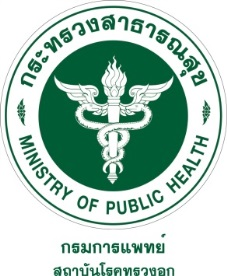 กระทรวงสาธารณสุข
MINISTRY OF PUBLIC HEALTH
กรมการแพทย์
สถาบันโรคทรวงอก